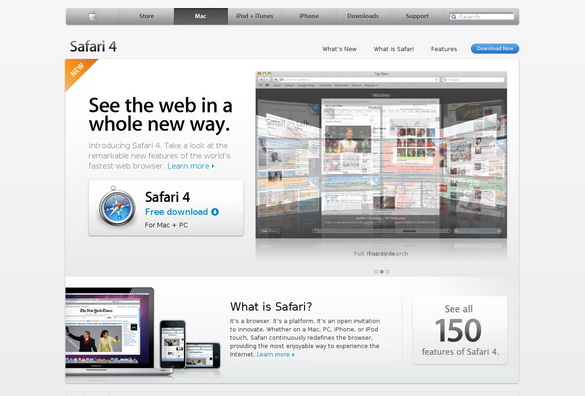 Store Mac iPod + iTunes iPhone Downloads Support Search
Safari 4 What's New What is Safari Features Download Now
NEW
See the web in a
whole new way.
Introducing Safari 4. Take a look at the
remarkable new features of the world's
fastest web browser. Learn more
Safari 4
Free download
For Mac + PC
What is Safari?
It's a browser. It's a platform. It's an open invitation
to innovate. Whether on a Mac, PC, iPhone, or iPod
touch, Safari continuously redefines the browser,
providing the most enjoyable way to experience the
Internet. Learn more
See all
150
features of Safari 4.
The New York Times